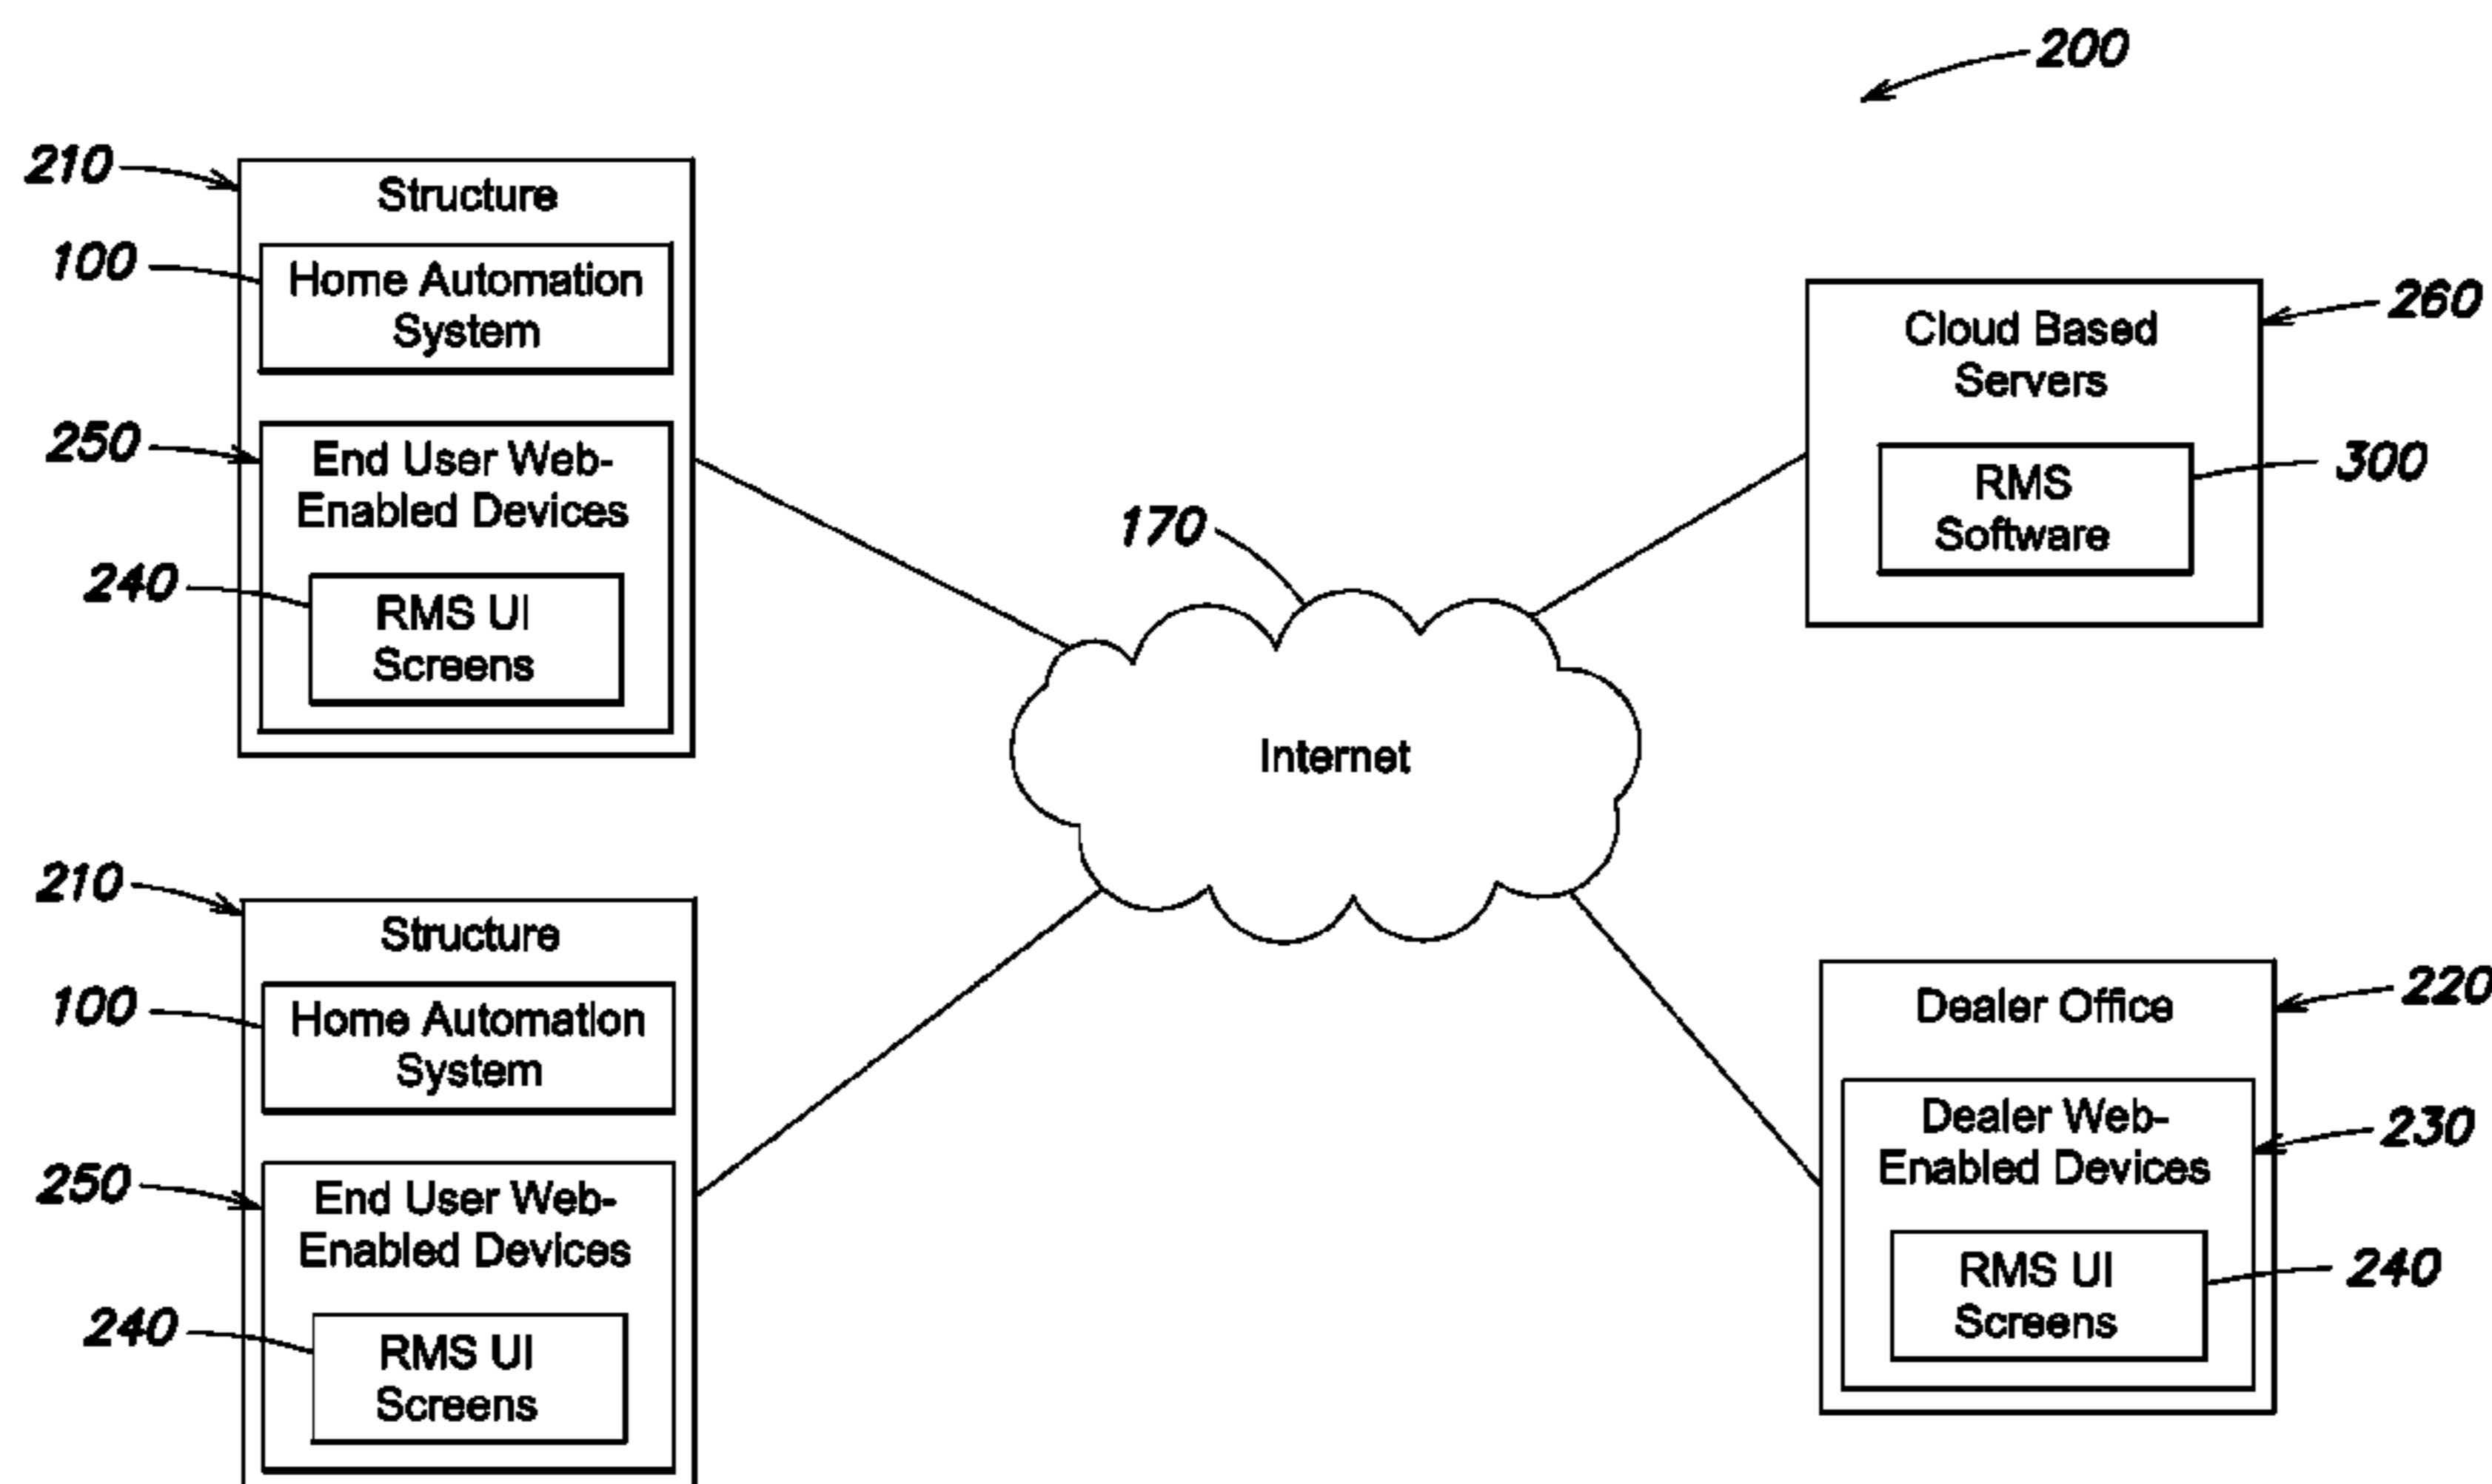 200
210
Structure
100
Home Automation
System
250
End User Web-
Enabled Devices
240
RMS UI
Screens
260
Cloud Based
Servers
300
RMS
Software
170
Internet
210
Structure
100
Home Automation
System
250
End User Web-
Enabled Devices
240
RMS UI
Screens
220
Dealer Office
230
Dealer Web-
Enabled Devices
240
RMS UI
Screens